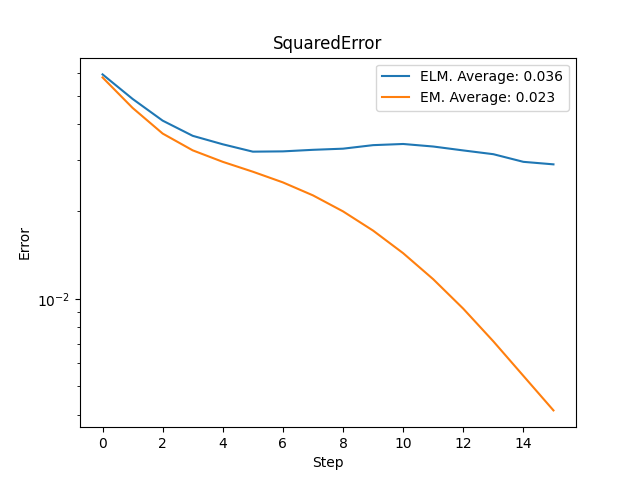 SquaredError
ELM. Average: 0.036
EM. Average: 0.023
Error
10^{-2}
0 2 4 6 8 10 12 14
Step